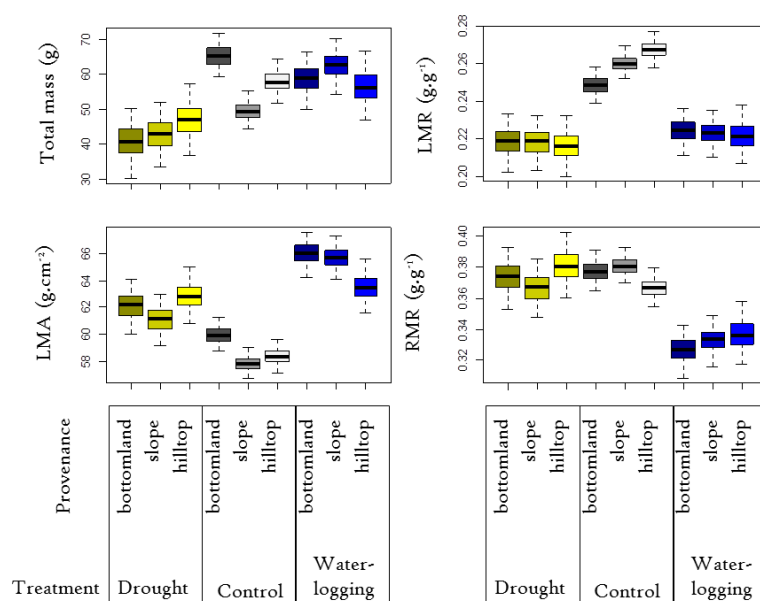 Total mass (g)
30 40 50 60 70
LMR (g.g⁻¹)
0.20 0.22 0.24 0.26 0.28
LMA (g.cm⁻²)
58 60 62 64 66
RMR (g.g⁻¹)
0.32 0.34 0.36 0.38 0.40
Provenance
bottomland
slope
hilltop
bottomland
slope
hilltop
bottomland
slope
hilltop
bottomland
slope
hilltop
bottomland
slope
hilltop
bottomland
slope
hilltop
Treatment
Drought
Control
Water-
logging
Drought
Control
Water-
logging